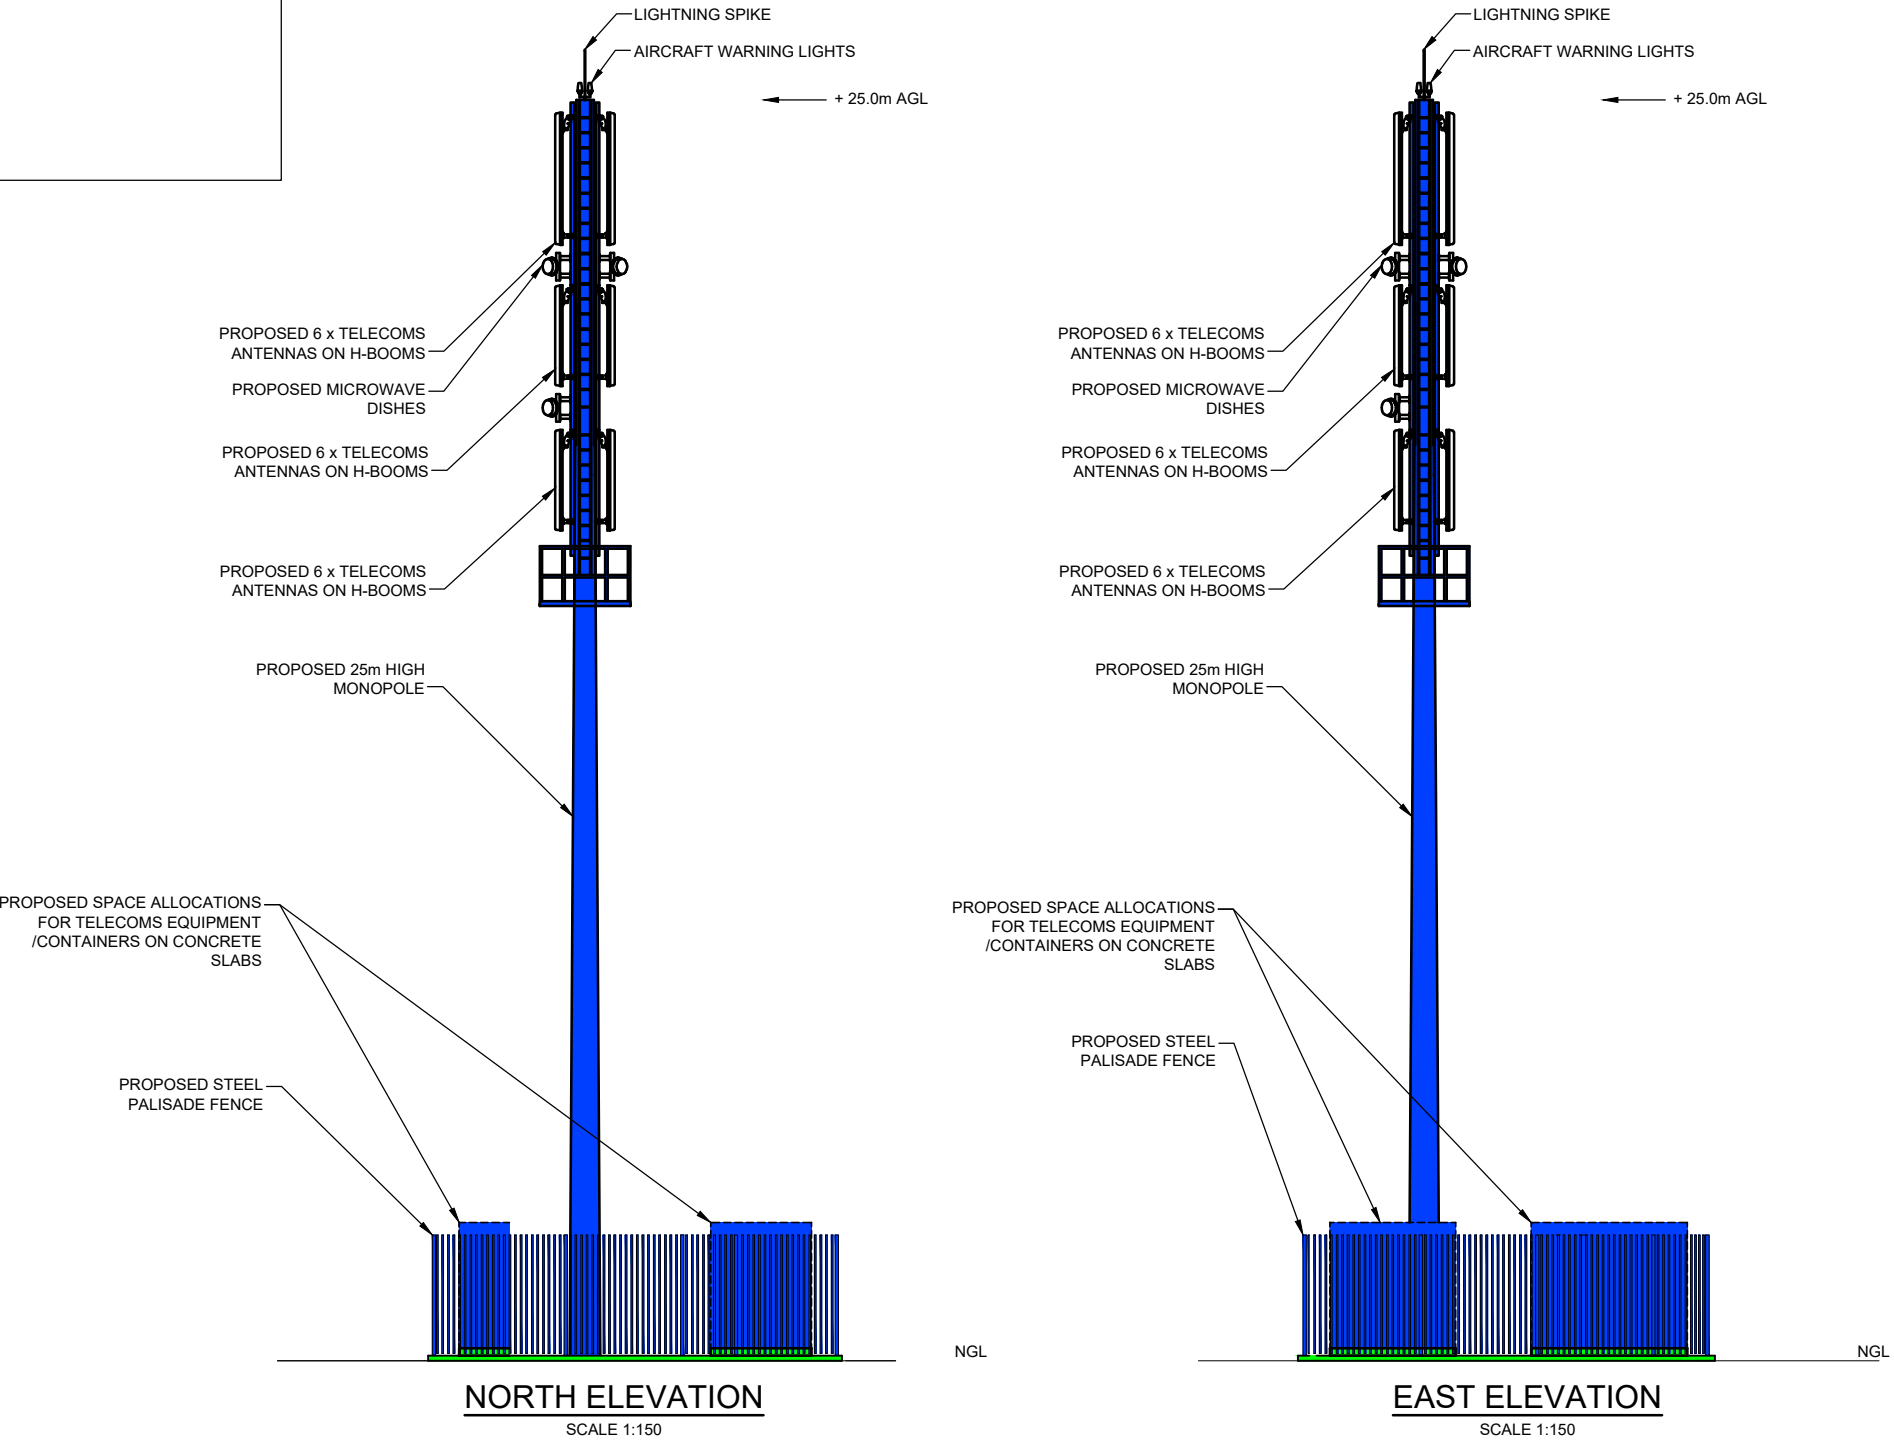 LIGHTNING SPIKE
AIRCRAFT WARNING LIGHTS
+ 25.0m AGL
PROPOSED 6 x TELECOMS
ANTENNAS ON H-BOOMS
PROPOSED MICROWAVE
DISHES
PROPOSED 6 x TELECOMS
ANTENNAS ON H-BOOMS
PROPOSED 6 x TELECOMS
ANTENNAS ON H-BOOMS
PROPOSED 25m HIGH
MONOPOLE
PROPOSED SPACE ALLOCATIONS
FOR TELECOMS EQUIPMENT
/CONTAINERS ON CONCRETE
SLABS
PROPOSED STEEL
PALISADE FENCE
NGL
NORTH ELEVATION
SCALE 1:150
LIGHTNING SPIKE
AIRCRAFT WARNING LIGHTS
+ 25.0m AGL
PROPOSED 6 x TELECOMS
ANTENNAS ON H-BOOMS
PROPOSED MICROWAVE
DISHES
PROPOSED 6 x TELECOMS
ANTENNAS ON H-BOOMS
PROPOSED 6 x TELECOMS
ANTENNAS ON H-BOOMS
PROPOSED 25m HIGH
MONOPOLE
PROPOSED SPACE ALLOCATIONS
FOR TELECOMS EQUIPMENT
/CONTAINERS ON CONCRETE
SLABS
PROPOSED STEEL
PALISADE FENCE
NGL
EAST ELEVATION
SCALE 1:150